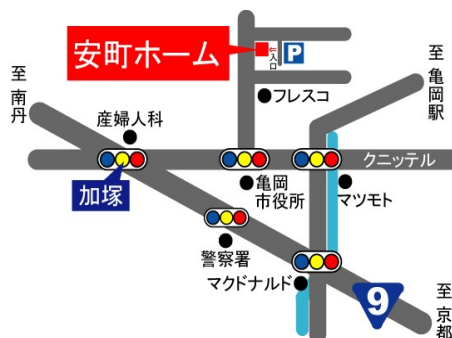 安町ホーム
⇦入口
P
至 亀岡駅
至 南丹
フレスコ
産婦人科
クニッテル
加塚
亀岡
市役所
マツモト
警察署
マクドナルド
9
至 京都